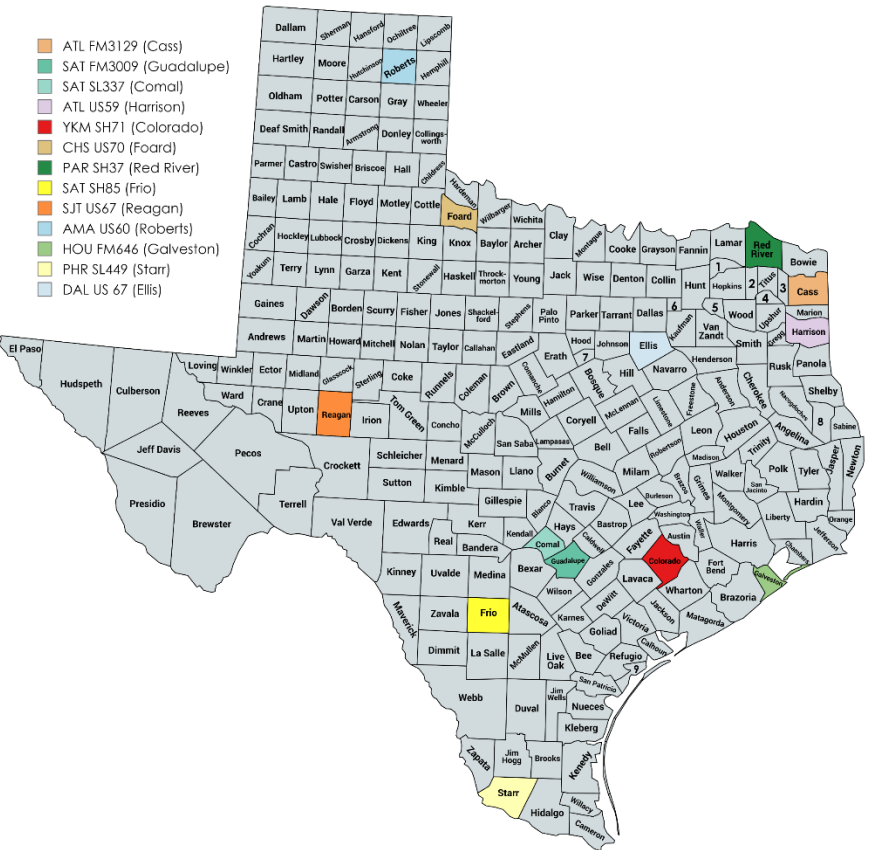 ATL FM3129 (Cass)
SAT FM3009 (Guadalupe)
SAT SL337 (Comal)
ATL US59 (Harrison)
YKM SH71 (Colorado)
CHS US70 (Foard)
PAR SH37 (Red River)
SAT SH85 (Frio)
SJT US67 (Reagan)
AMA US60 (Roberts)
HOU FM646 (Galveston)
PHR SL449 (Starr)
DAL US 67 (Ellis)
Dallam Sherman Hansford Ochiltree Lipscomb
Hartley Moore Hutchinson Roberts Hemphill
Oldham Potter Carson Gray Wheeler
Deaf Smith Randall Armstrong Donley Collings-
worth
Parmer Castro Swisher Briscoe Hall Childress
Hardeman
Bailey Lamb Hale Floyd Motley Cottle Foard Wilbarger Wichita
Clay Montague Cooke Grayson Fannin Lamar Red
River Bowie
Cochran Hockley Lubbock Crosby Dickens King Knox Baylor Archer
Yoakum Terry Lynn Garza Kent Stonewall Haskell Throck-
morton Young Jack Wise Denton Collin Hunt 1 Hopkins 2 Titus 3 Cass
4
Gaines Dawson Borden Scurry Fisher Jones Shackel-
ford Stephens Palo
Pinto Parker Tarrant Dallas 6 Kaufman 5 Wood Upshur Marion
Van
Zandt Gregg Harrison
Andrews Martin Howard Mitchell Nolan Taylor Callahan Eastland Erath Hood 7 Johnson Ellis Smith
Henderson Rusk Panola
El Paso Hudspeth Culberson Loving Winkler Ector Midland Glasscock Sterling Coke Runnels Coleman Brown Comanche Bosque Hill Navarro Anderson Cherokee Shelby
Ward Crane Upton Reagan Irion Tom Green Concho McCulloch Mills Hamilton McLennan Limestone Freestone Nacogdoches 8 Sabine
Reeves Coryell Falls Leon Houston Angelina
Jeff Davis Pecos Crockett Schleicher Menard San Saba Lampasas Bell Robertson Madison Trinity Jasper Newton
Sutton Mason Llano Burnet Milam Brazos Walker Polk Tyler
Presidio Brewster Terrell Kimble Williamson Burleson Grimes San
Jacinto Hardin
Val Verde Edwards Gillespie Blanco Travis Lee Washington Montgomery Liberty Orange
Kerr Kendall Hays Bastrop Jefferson
Real Bandera Comal Caldwell Fayette Austin Waller Harris Chambers
Kinney Uvalde Medina Bexar Guadalupe Gonzales Colorado Fort
Bend Galveston
Lavaca Wharton Brazoria
Maverick Zavala Frio Atascosa Wilson Karnes DeWitt Jackson Matagorda
Dimmit La Salle McMullen Live
Oak Bee Goliad Victoria Calhoun
Refugio 9
San Patricio
Webb Duval Jim
Wells Nueces
Kleberg
Zapata Jim
Hogg Brooks Kenedy
Starr Hidalgo Willacy
Cameron